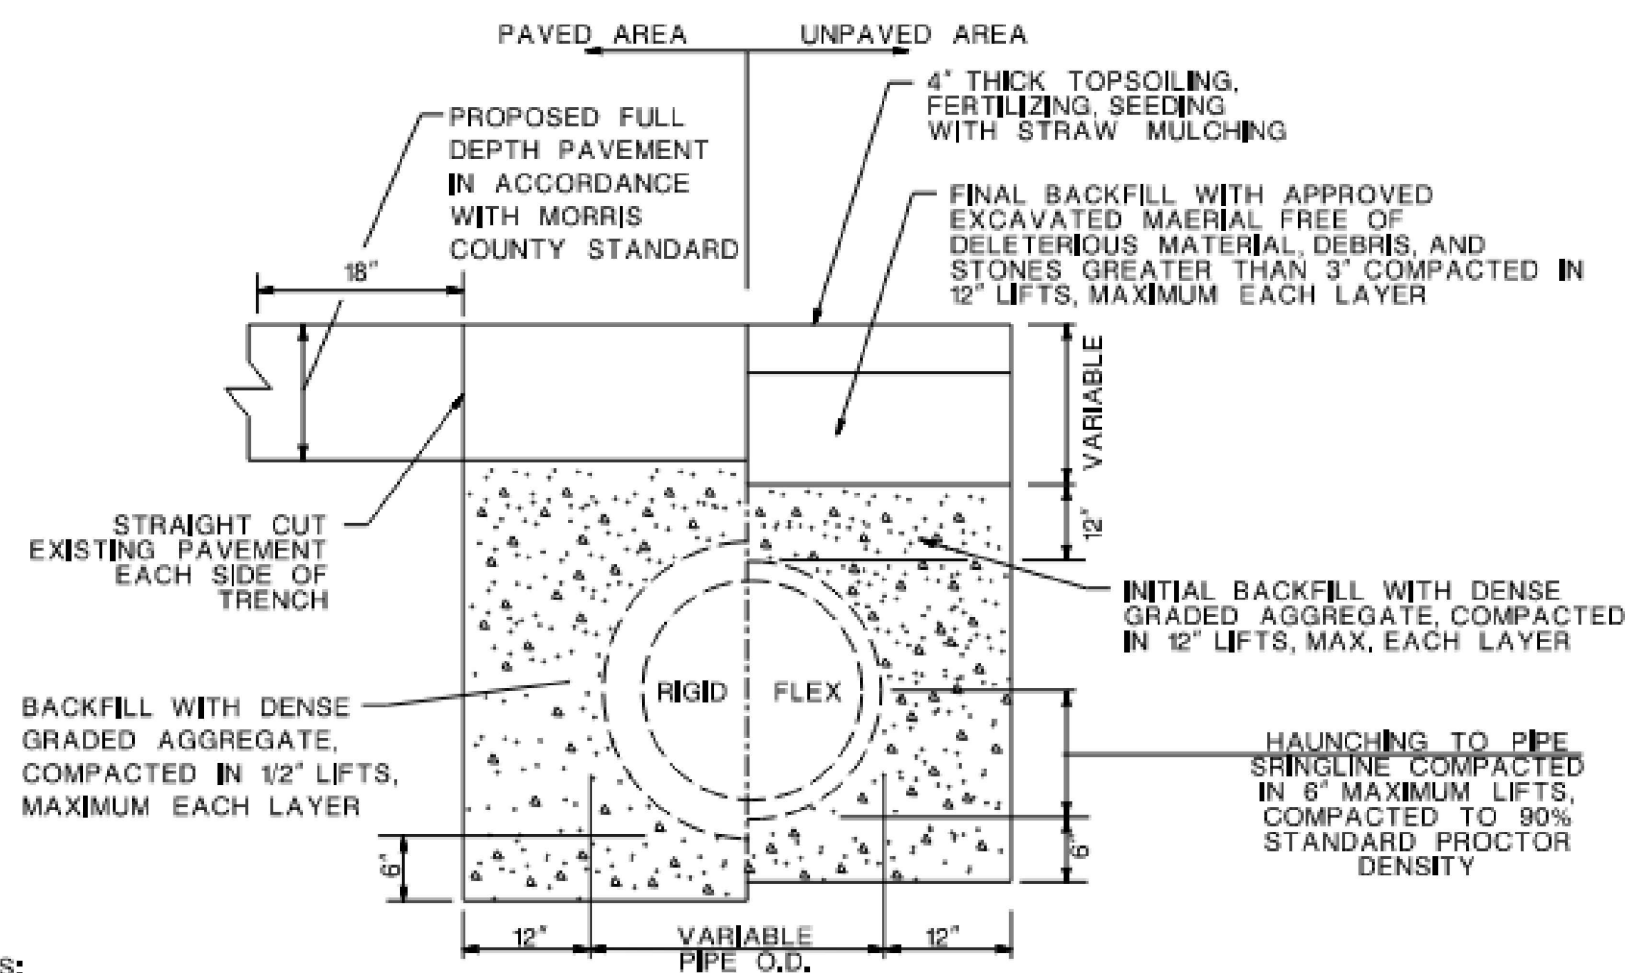 PAVED AREA
UNPAVED AREA
4" THICK TOPSOILING,
FERTILIZING, SEEDING
WITH STRAW MULCHING
PROPOSED FULL
DEPTH PAVEMENT
IN ACCORDANCE
WITH MORRIS
COUNTY STANDARD
FINAL BACKFILL WITH APPROVED
EXCAVATED MAERIAL FREE OF
DELETERIOUS MATERIAL, DEBRIS, AND
STONES GREATER THAN 3" COMPACTED IN
12" LIFTS, MAXIMUM EACH LAYER
18"
VARIABLE
12"
STRAIGHT CUT
EXISTING PAVEMENT
EACH SIDE OF
TRENCH
INITIAL BACKFILL WITH DENSE
GRADED AGGREGATE, COMPACTED
IN 12" LIFTS, MAX, EACH LAYER
RIGID
FLEX
BACKFILL WITH DENSE
GRADED AGGREGATE,
COMPACTED IN 1/2" LIFTS,
MAXIMUM EACH LAYER
HAUNCHING TO PIPE
SRINGLINE COMPACTED
IN 6" MAXIMUM LIFTS,
COMPACTED TO 90%
STANDARD PROCTOR
DENSITY
6"
6"
12"
VARIABLE
PIPE O.D.
12"
S: